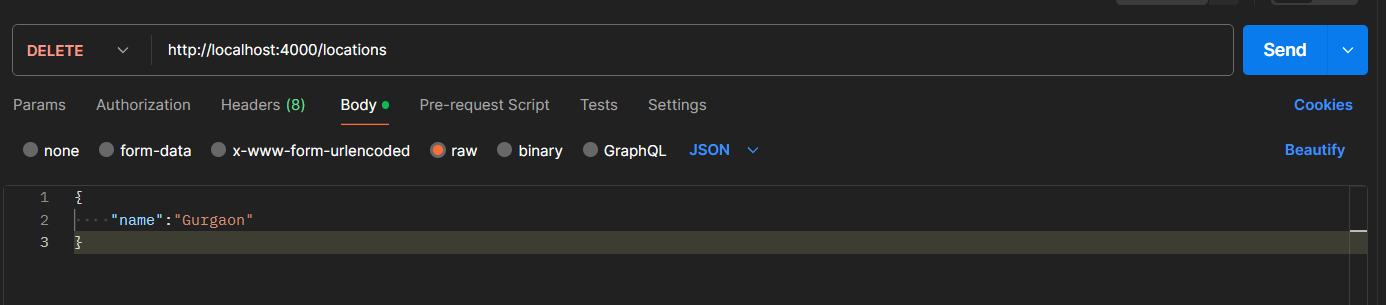 DELETE http://localhost:4000/locations Send
Params Authorization Headers (8) Body Pre-request Script Tests Settings Cookies
none form-data x-www-form-urlencoded raw binary GraphQL JSON Beautify
1 {
2 "name":"Gurgaon"
3 }